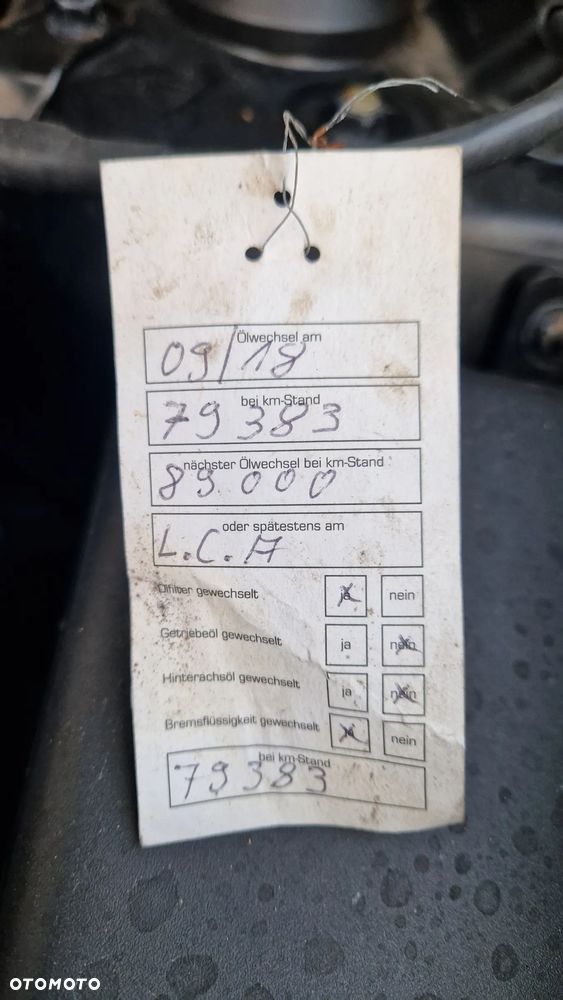 Ölwechsel am
09/18
bei km-Stand
79383
nächster Ölwechsel bei km-Stand
89.000
oder spätestens am
L.C.A
Ölfilter gewechselt ja nein
Getriebeöl gewechselt ja nein
Hinterachsöl gewechselt ja nein
Bremsflüssigkeit gewechselt ja nein
bei km-Stand
79383
OTOMOTO